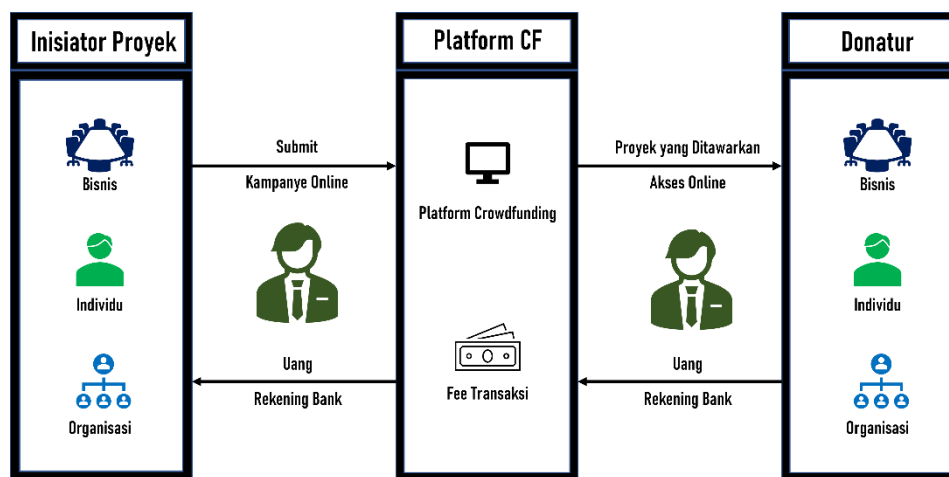 Inisiator Proyek
Platform CF
Donatur
Bisnis
Individu
Organisasi
Submit
Kampanye Online
Uang
Rekening Bank
Platform Crowdfunding
Fee Transaksi
Proyek yang Ditawarkan
Akses Online
Uang
Rekening Bank
Bisnis
Individu
Organisasi